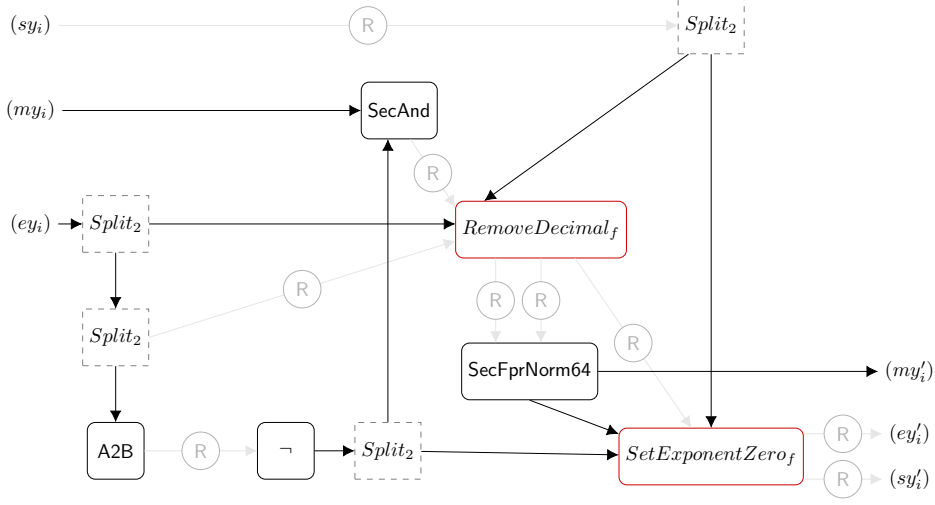 (sy_i)
R
Split_2
(my_i)
SecAnd
R
(ey_i)
Split_2
RemoveDecimal_f
R
R
R
Split_2
R
SecFprNorm64
(my'_i)
A2B
R
¬
Split_2
SetExponentZero_f
R
(ey'_i)
R
(sy'_i)